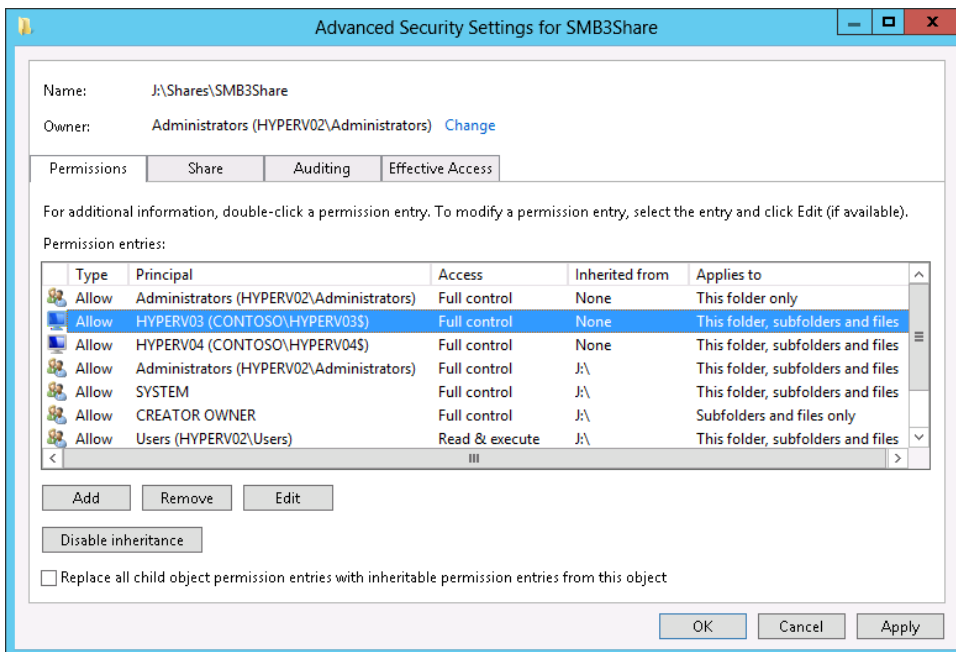 Advanced Security Settings for SMB3Share
Name: J:\Shares\SMB3Share
Owner: Administrators (HYPERV02\Administrators) Change
Permissions Share Auditing Effective Access
For additional information, double-click a permission entry. To modify a permission entry, select the entry and click Edit (if available).
Permission entries:
Type Principal Access Inherited from Applies to
Allow Administrators (HYPERV02\Administrators) Full control None This folder only
Allow HYPERV03 (CONTOSO\HYPERV03$) Full control None This folder, subfolders and files
Allow HYPERV04 (CONTOSO\HYPERV04$) Full control None This folder, subfolders and files
Allow Administrators (HYPERV02\Administrators) Full control J:\ This folder, subfolders and files
Allow SYSTEM Full control J:\ This folder, subfolders and files
Allow CREATOR OWNER Full control J:\ Subfolders and files only
Allow Users (HYPERV02\Users) Read & execute J:\ This folder, subfolders and files
Add Remove Edit
Disable inheritance
Replace all child object permission entries with inheritable permission entries from this object
OK Cancel Apply